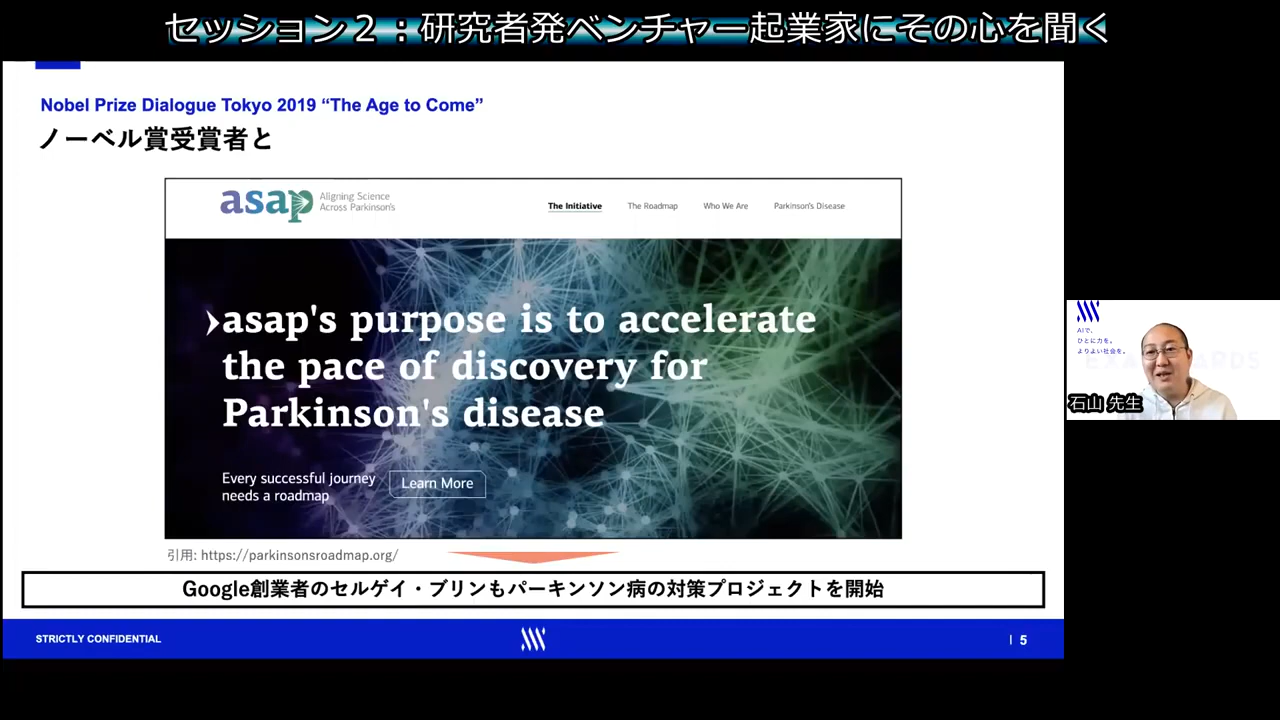 セッション２：研究者発ベンチャー起業家にその心を聞く
Nobel Prize Dialogue Tokyo 2019 “The Age to Come”
ノーベル賞受賞者と
asap Aligning Science
Across Parkinson's
The Initiative The Roadmap Who We Are Parkinson's Disease
asap's purpose is to accelerate
the pace of discovery for
Parkinson's disease
Every successful journey
needs a roadmap
Learn More
引用: https://parkinsonsroadmap.org/
Google創業者のセルゲイ・ブリンもパーキンソン病の対策プロジェクトを開始
STRICTLY CONFIDENTIAL
5
AIで、
ひとに力を。
よりよい社会を。
石山 先生